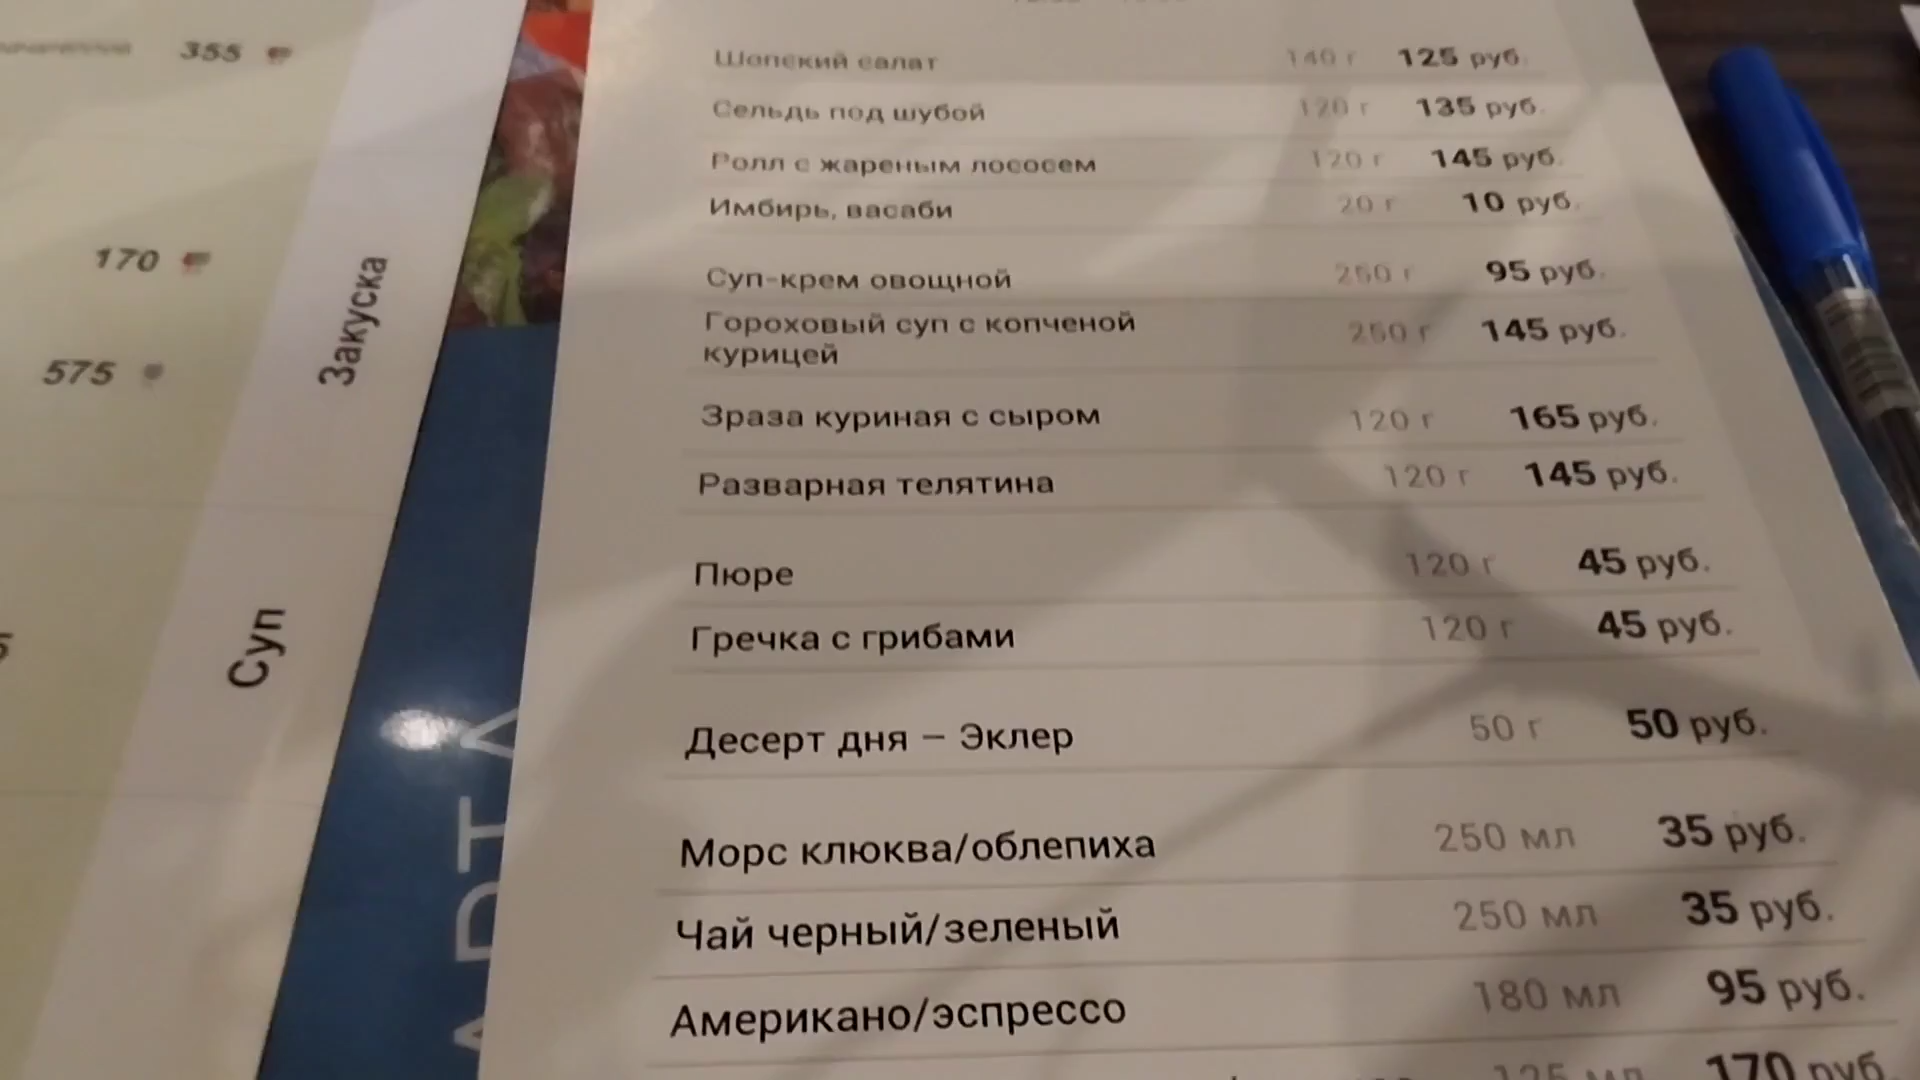 355
170
575
Закуска
Суп
Шопский салат 140 г 125 руб.
Сельдь под шубой 120 г 135 руб.
Ролл с жареным лососем 120 г 145 руб.
Имбирь, васаби 20 г 10 руб.
Суп-крем овощной 250 г 95 руб.
Гороховый суп с копченой 250 г 145 руб.
курицей
Зраза куриная с сыром 120 г 165 руб.
Разварная телятина 120 г 145 руб.
Пюре 120 г 45 руб.
Гречка с грибами 120 г 45 руб.
Десерт дня – Эклер 50 г 50 руб.
Морс клюква/облепиха 250 мл 35 руб.
Чай черный/зеленый 250 мл 35 руб.
Американо/эспрессо 180 мл 95 руб.
125 мл 170 руб.